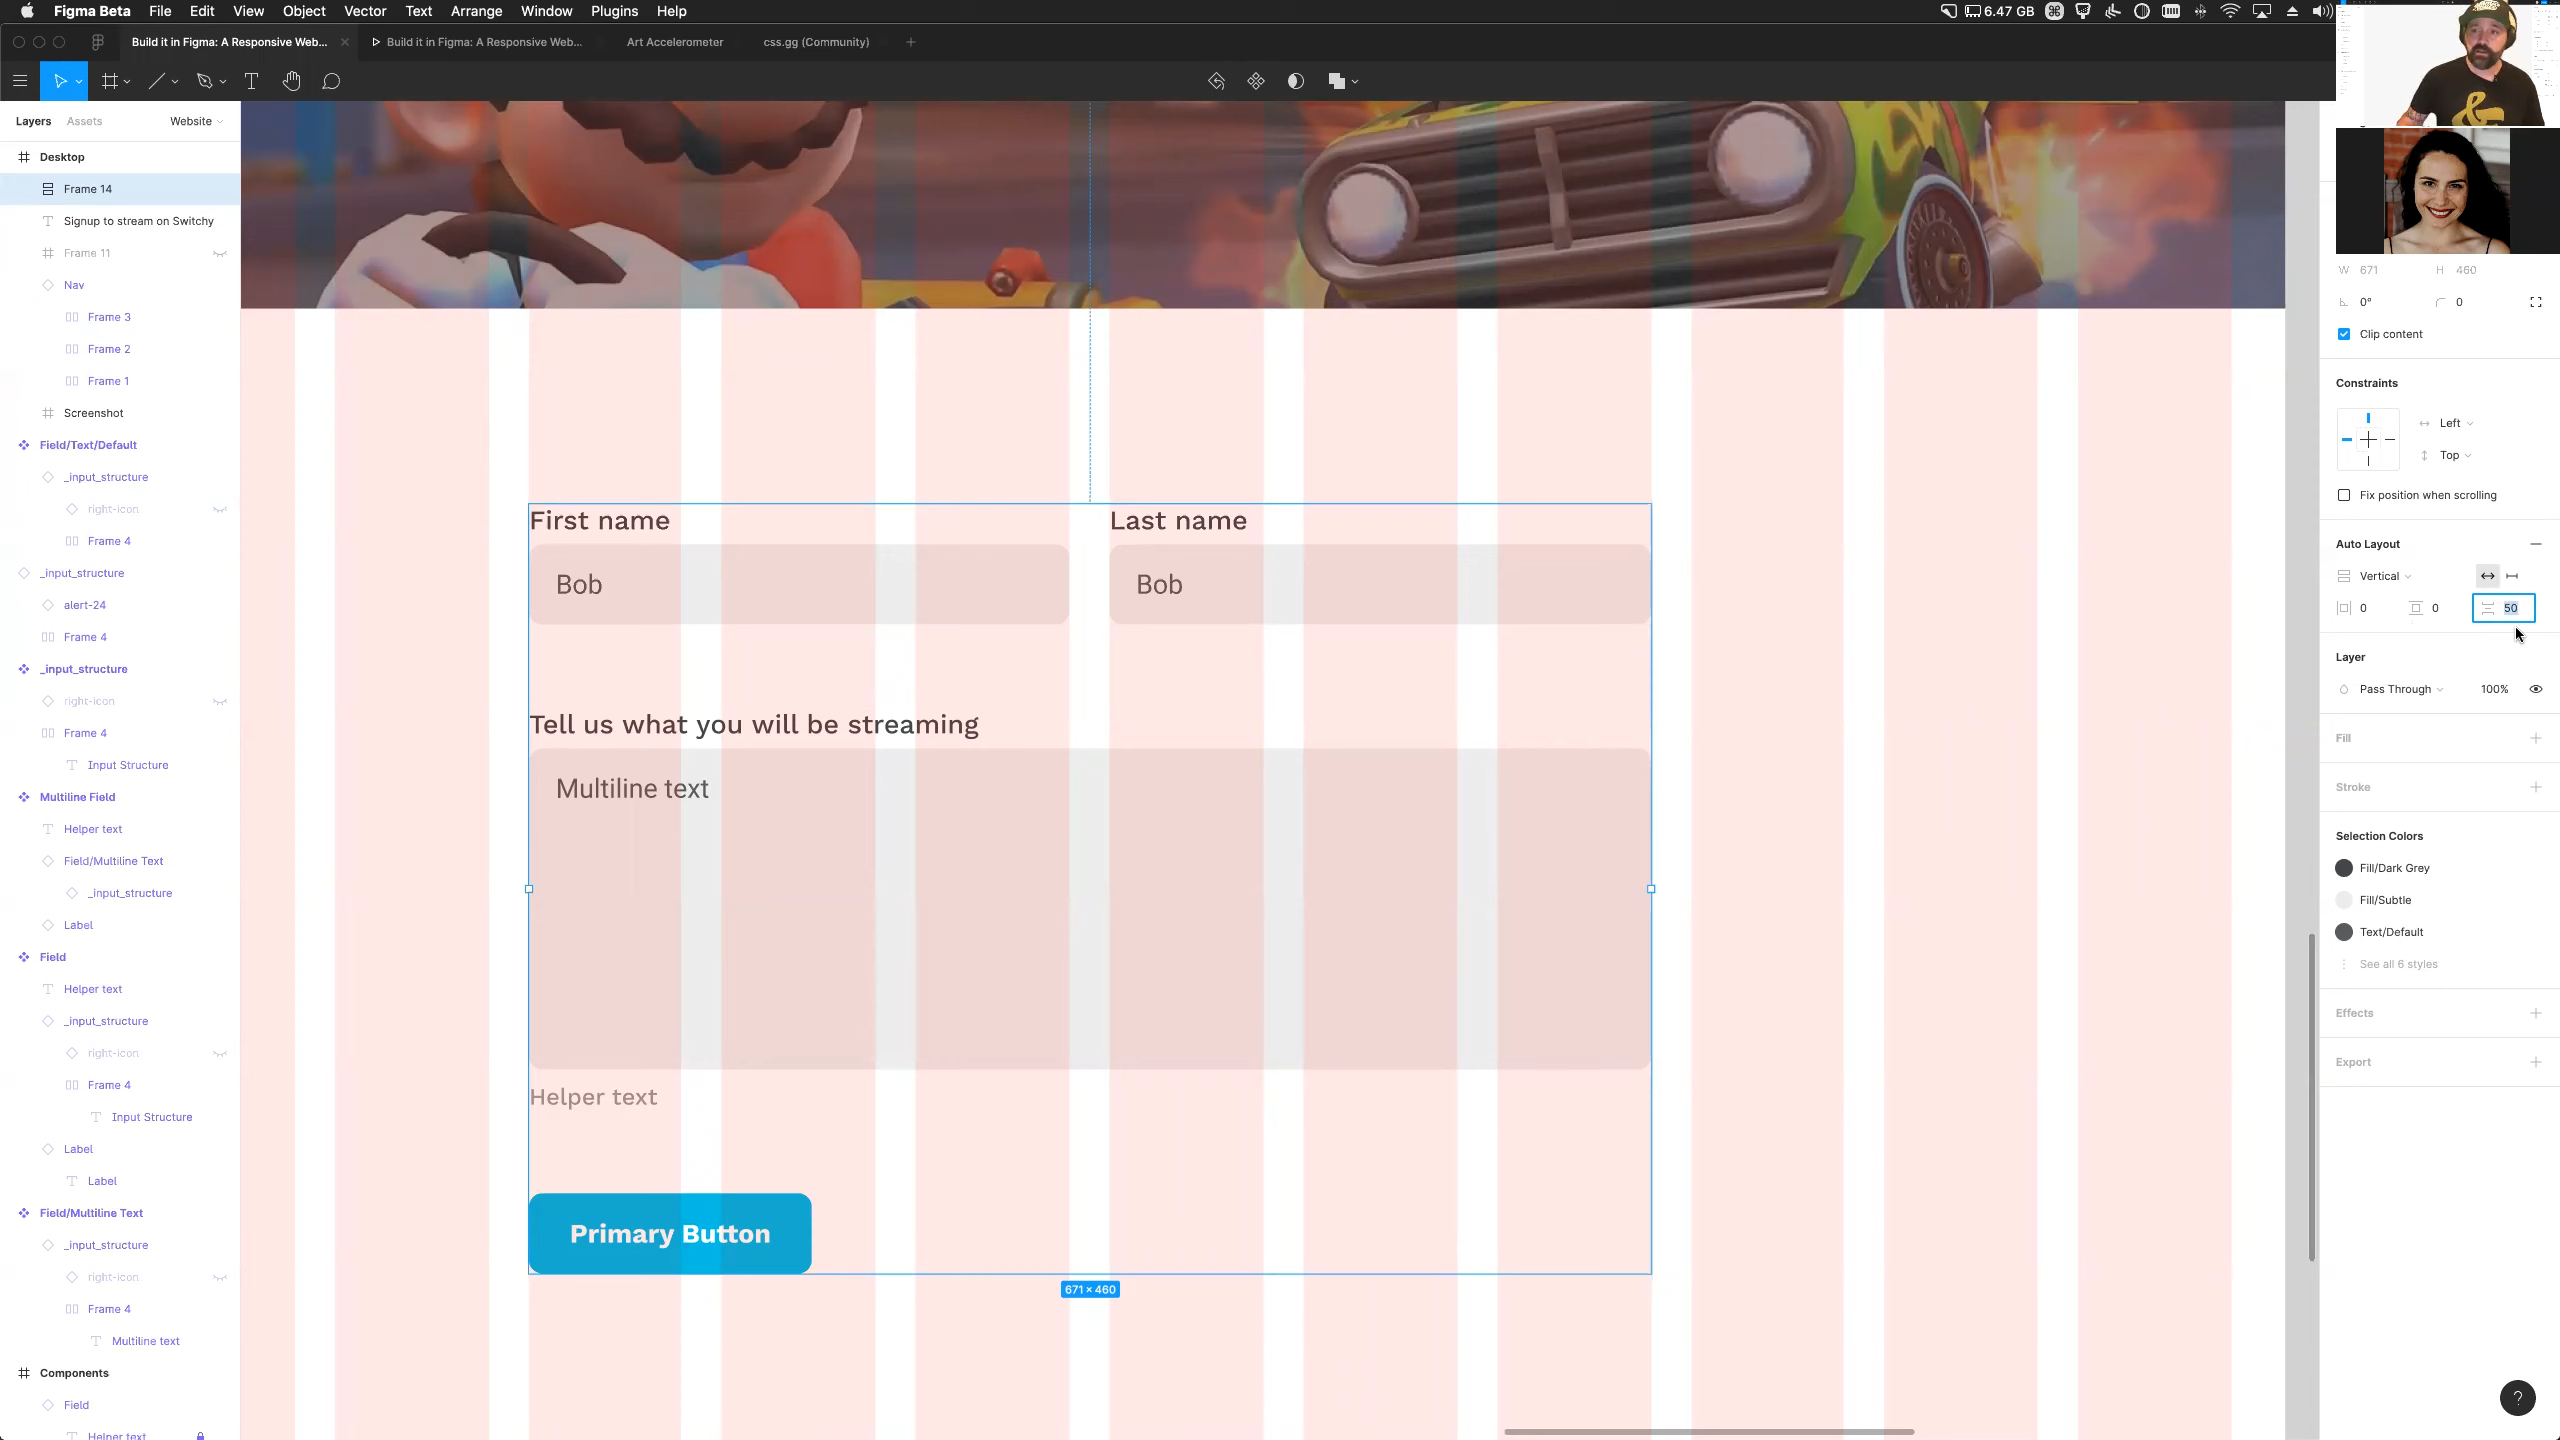 Figma Beta File Edit View Object Vector Text Arrange Window Plugins Help 6.47 GB
Build it in Figma: A Responsive Web... Build it in Figma: A Responsive Web... Art Accelerometer css.gg (Community)
Layers Assets Website
Desktop
Frame 14
Signup to stream on Switchy
Frame 11
Nav
Frame 3
Frame 2
Frame 1
Screenshot
Field/Text/Default
_input_structure
right-icon
Frame 4
_input_structure
alert-24
Frame 4
_input_structure
right-icon
Frame 4
Input Structure
Multiline Field
Helper text
Field/Multiline Text
_input_structure
Label
Field
Helper text
_input_structure
right-icon
Frame 4
Input Structure
Label
Label
Field/Multiline Text
_input_structure
right-icon
Frame 4
Multiline text
Components
Field
Helper text
First name Last name
Bob Bob
Tell us what you will be streaming
Multiline text
Helper text
Primary Button
671 × 460
W 671 H 460
0° 0
Clip content
Constraints
Left
Top
Fix position when scrolling
Auto Layout
Vertical
0 0 50
Layer
Pass Through 100%
Fill
Stroke
Selection Colors
Fill/Dark Grey
Fill/Subtle
Text/Default
See all 6 styles
Effects
Export
?